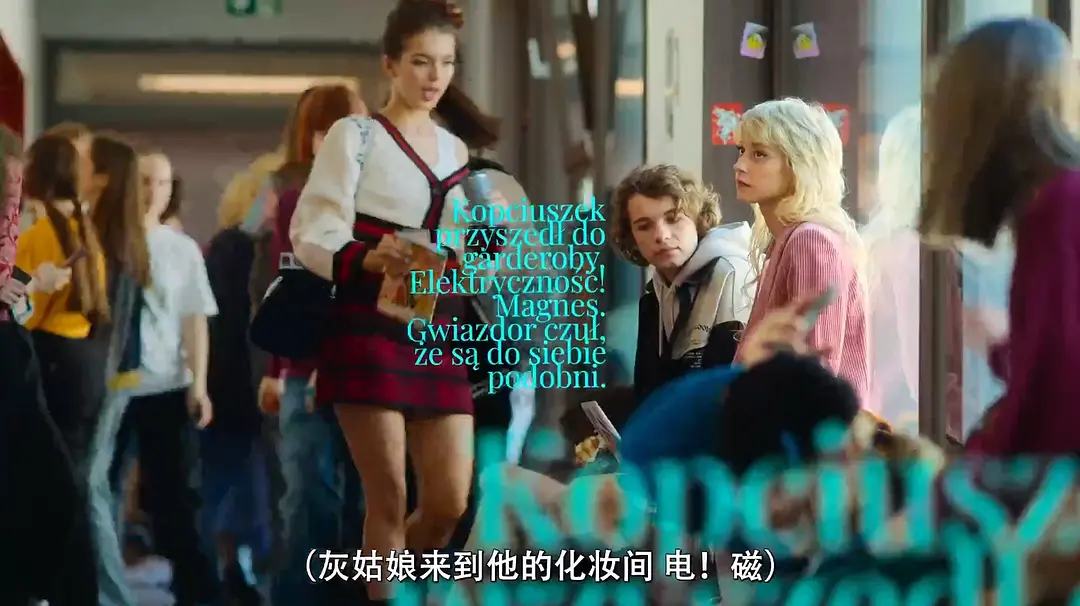 Kopciuszek
przyszedł do
garderoby.
Elektryczność!
Magnes.
Gwiazdor czuł,
że są do siebie
podobni.
Kopciusz
（灰姑娘来到他的化妆间 电！磁）